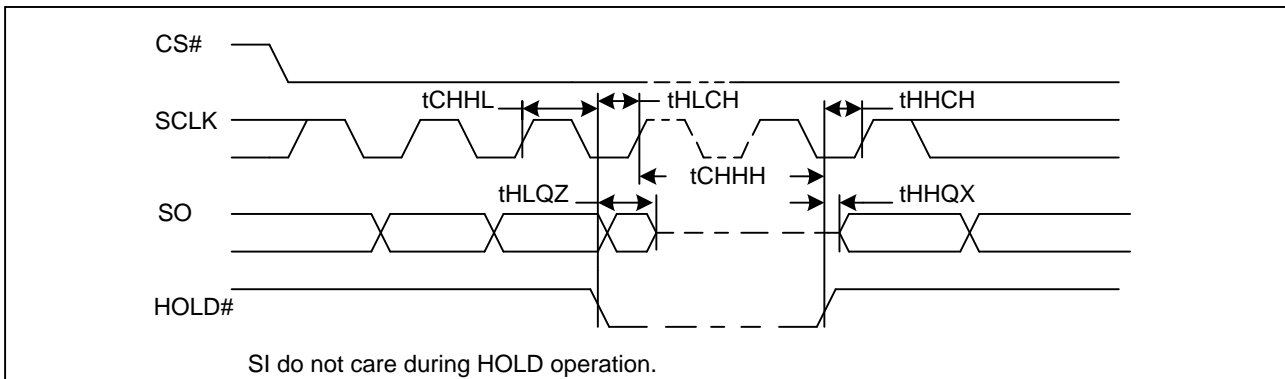 CS#
tCHHL
tHLCH
tHHCH
SCLK
tCHHH
tHLQZ
tHHQX
SO
HOLD#
SI do not care during HOLD operation.